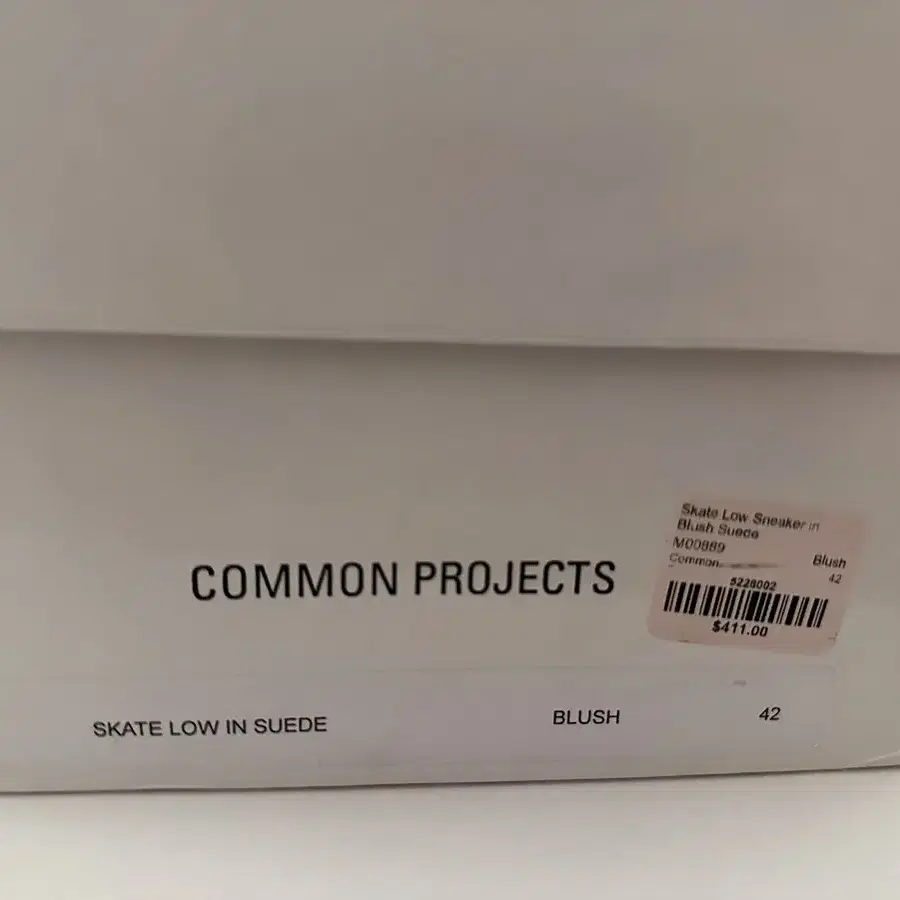 Skate Low Sneaker in
Blush Suede
M00889
Common
Blush
42
5228002
$411.00
COMMON PROJECTS
SKATE LOW IN SUEDE BLUSH 42